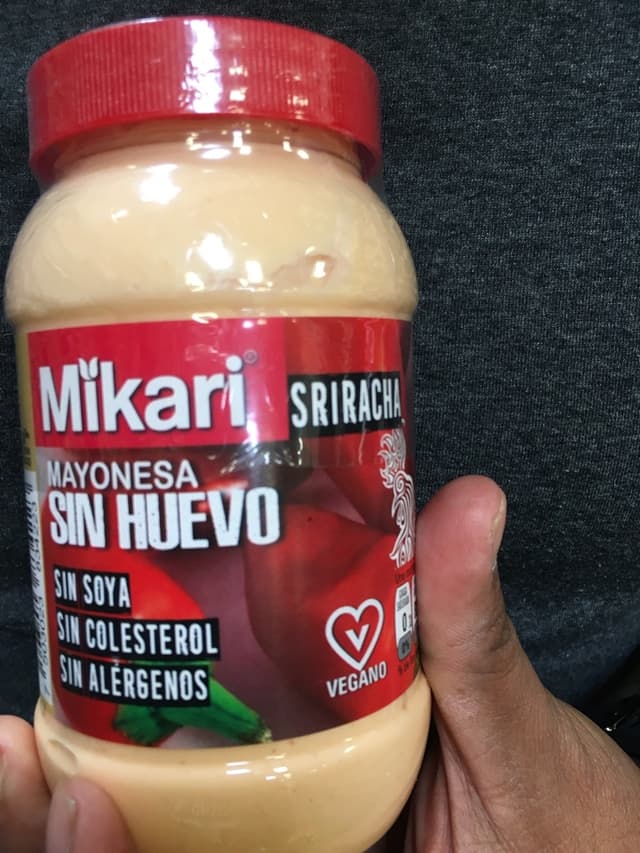 Mikari®
SRIRACHA
MAYONESA
SIN HUEVO
SIN SOYA
SIN COLESTEROL
SIN ALÉRGENOS
V
VEGANO